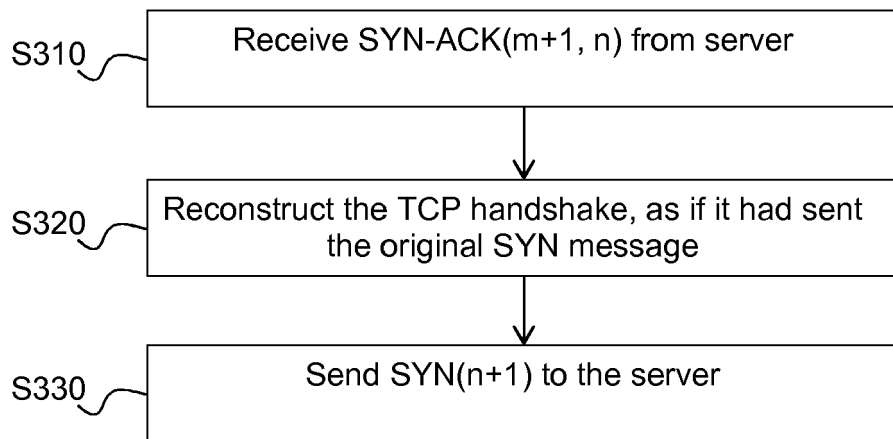 S310
Receive SYN-ACK(m+1, n) from server
S320
Reconstruct the TCP handshake, as if it had sent
the original SYN message
S330
Send SYN(n+1) to the server